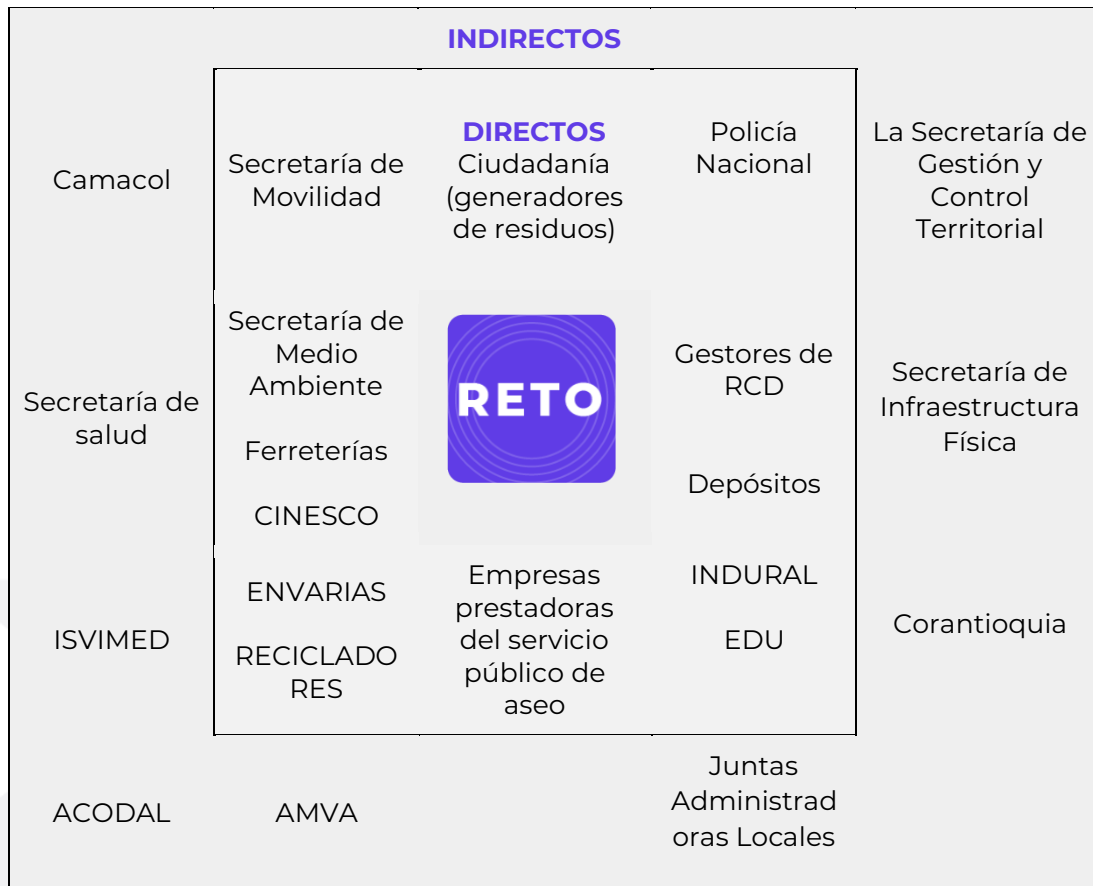 INDIRECTOS
Camacol
Secretaría de
Movilidad
DIRECTOS
Ciudadanía
(generadores
de residuos)
Policía
Nacional
La Secretaría de
Gestión y
Control
Territorial
Secretaría de
salud
Secretaría de
Medio
Ambiente
Ferreterías
CINESCO
RETO
Gestores de
RCD
Depósitos
Secretaría de
Infraestructura
Física
ISVIMED
ENVARIAS
RECICLADO
RES
Empresas
prestadoras
del servicio
público de
aseo
INDURAL
EDU
Corantioquia
ACODAL
AMVA
Juntas
Administrad
oras Locales